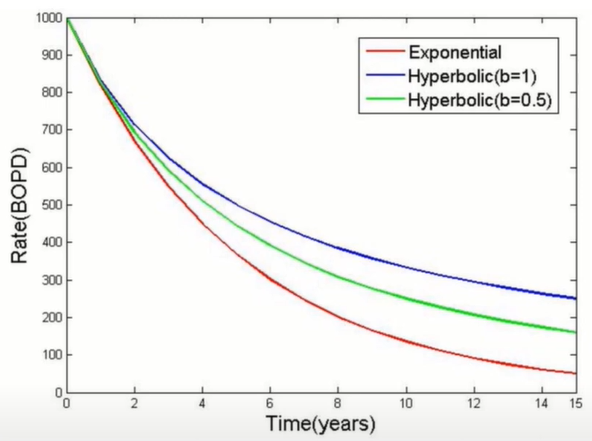 1000
900
800
700
600
500
400
300
200
100
0
Rate(BOPD)
Exponential
Hyperbolic(b=1)
Hyperbolic(b=0.5)
0 2 4 6 8 10 12 14 15
Time(years)